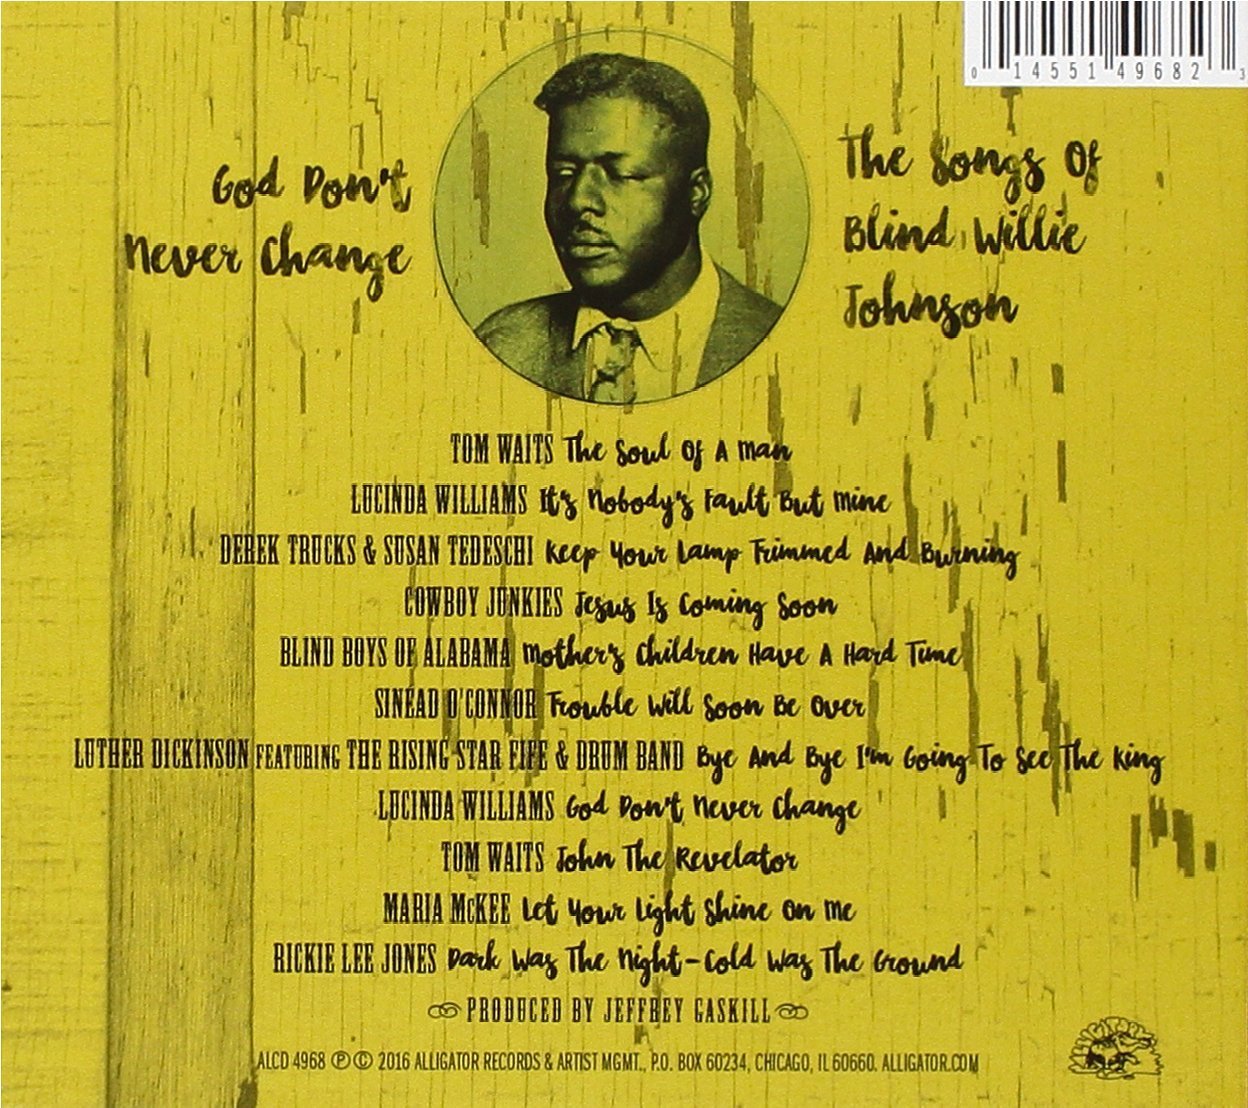 0 14551 49682 3
God Don't
Never Change
The Songs Of
Blind Willie
Johnson
TOM WAITS The Soul Of A Man
LUCINDA WILLIAMS It's Nobody's Fault But Mine
DEREK TRUCKS & SUSAN TEDESCHI Keep Your Lamp Trimmed And Burning
COWBOY JUNKIES Jesus Is Coming Soon
BLIND BOYS OF ALABAMA Mother's Children Have A Hard Time
SINÉAD O'CONNOR Trouble Will Soon Be Over
LUTHER DICKINSON FEATURING THE RISING STAR FIFE & DRUM BAND Bye And Bye I'm Going To See The King
LUCINDA WILLIAMS God Don't Never Change
TOM WAITS John The Revelator
MARIA McKEE Let Your Light Shine On Me
RICKIE LEE JONES Dark Was The Night-Cold Was The Ground
PRODUCED BY JEFFREY GASKILL
ALCD 4968 ℗ © 2016 ALLIGATOR RECORDS & ARTIST MGMT., P.O. BOX 60234, CHICAGO, IL 60660. ALLIGATOR.COM